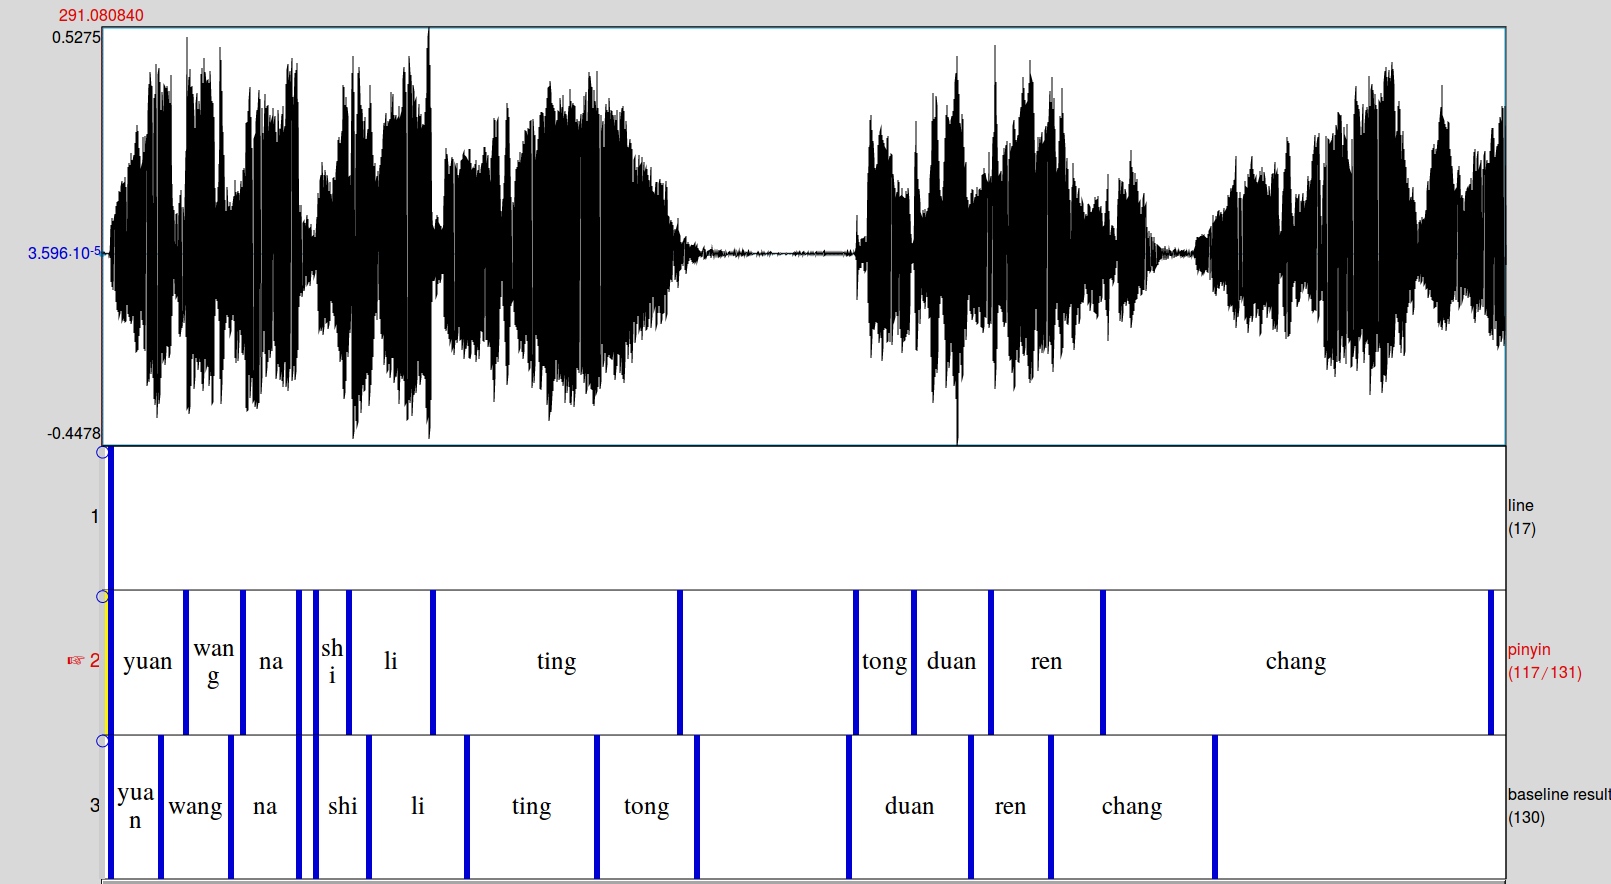 291.080840
0.5275
3.596·10⁻⁵
-0.4478
1
line
(17)
☞ 2
yuan
wan
g
na
sh
i
li
ting
tong
duan
ren
chang
pinyin
(117/131)
3
yua
n
wang
na
shi
li
ting
tong
duan
ren
chang
baseline result
(130)